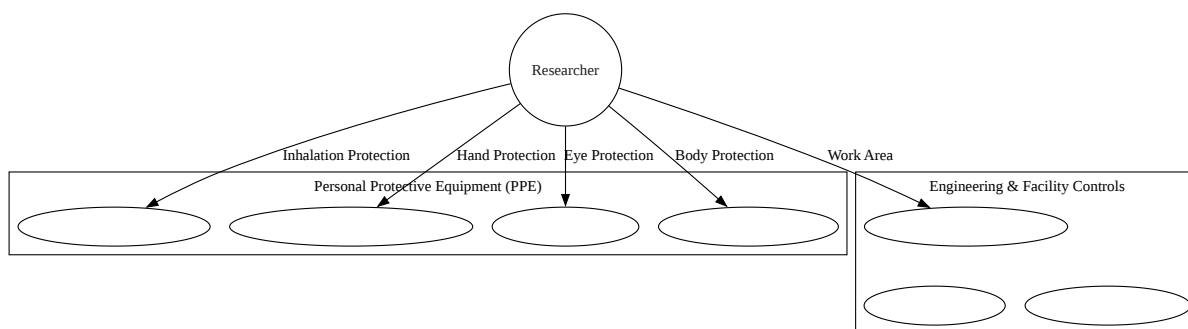 Researcher
Inhalation Protection
Hand Protection
Eye Protection
Body Protection
Work Area
Personal Protective Equipment (PPE)
Engineering & Facility Controls